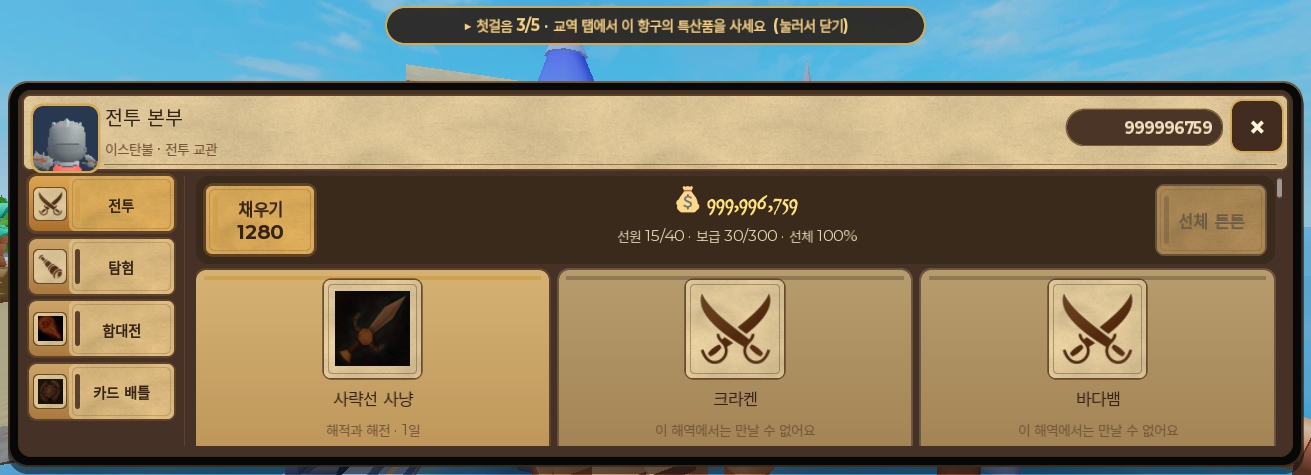 ▸ 첫걸음 3/5 · 교역 탭에서 이 항구의 특산품을 사세요 (눌러서 닫기)
전투 본부
이스탄불 · 전투 교관
999996759
×
전투
탐험
함대전
카드 배틀
채우기
1280
$ 999,996,759
선원 15/40 · 보급 30/300 · 선체 100%
선체 튼튼
사략선 사냥
해적과 해전 · 1일
크라켄
이 해역에서는 만날 수 없어요
바다뱀
이 해역에서는 만날 수 없어요